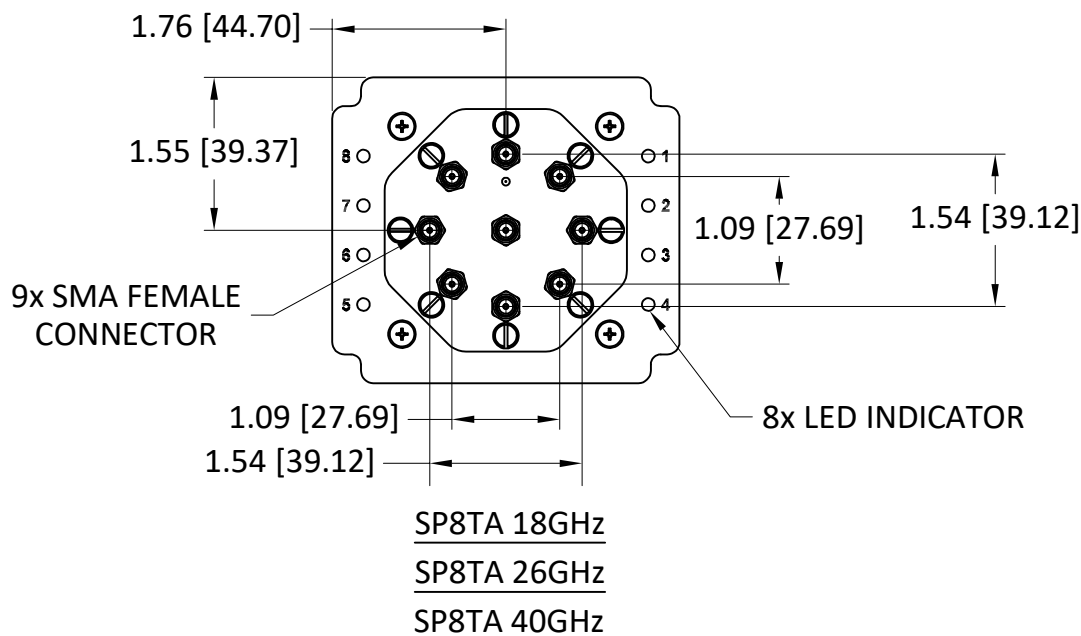 1.76 [44.70]
1.55 [39.37]
8
1
7
2
6
3
5
4
1.09 [27.69]
1.54 [39.12]
9x SMA FEMALE
CONNECTOR
1.09 [27.69]
1.54 [39.12]
8x LED INDICATOR
SP8TA 18GHz
SP8TA 26GHz
SP8TA 40GHz